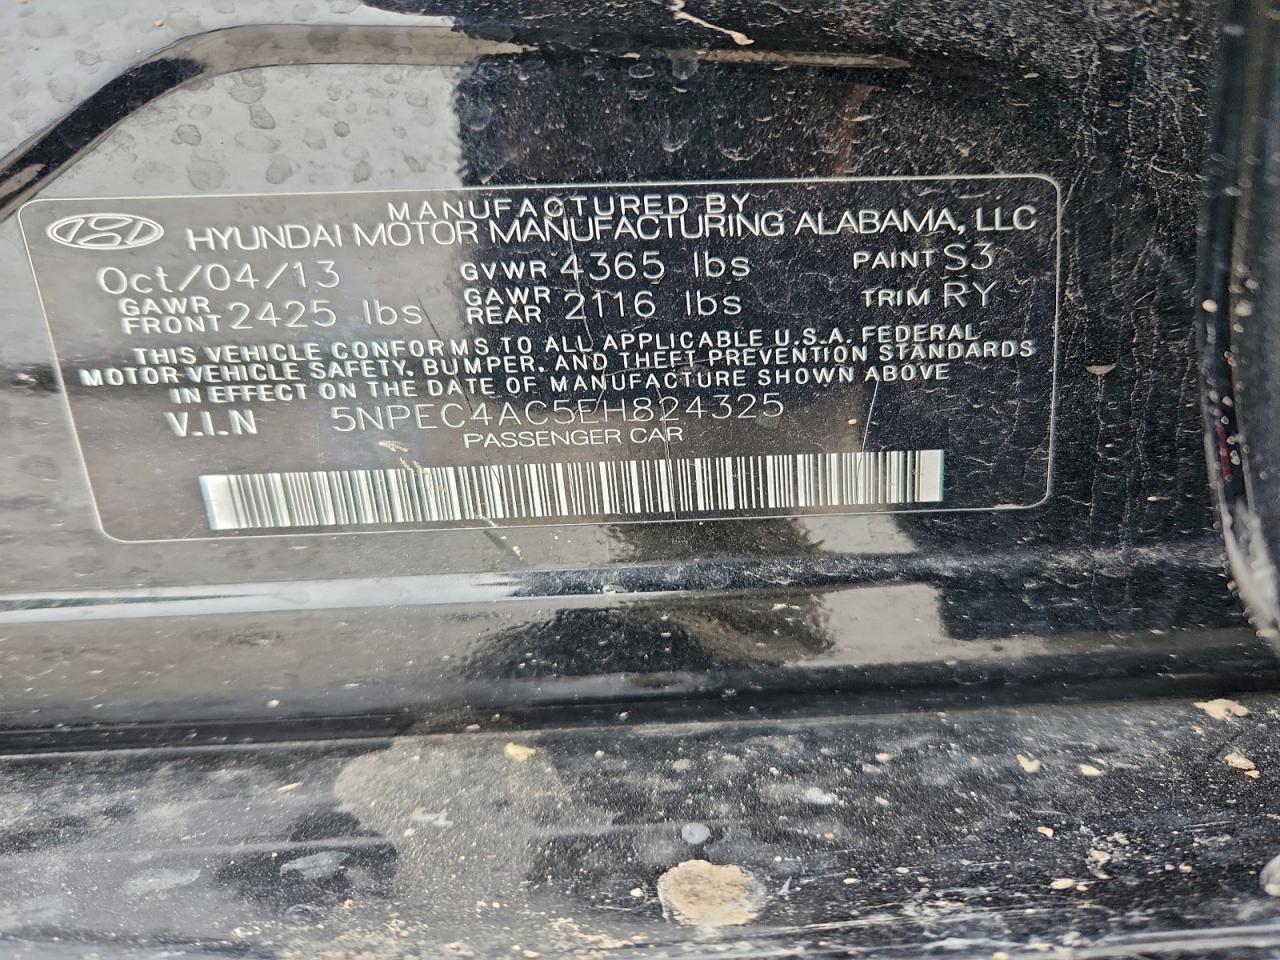 MANUFACTURED BY
HYUNDAI MOTOR MANUFACTURING ALABAMA, LLC
Oct/04/13 GVWR 4365 lbs PAINT S3
GAWR FRONT 2425 lbs GAWR REAR 2116 lbs TRIM RY
THIS VEHICLE CONFORMS TO ALL APPLICABLE U.S.A. FEDERAL
MOTOR VEHICLE SAFETY, BUMPER, AND THEFT PREVENTION STANDARDS
IN EFFECT ON THE DATE OF MANUFACTURE SHOWN ABOVE
V.I.N 5NPEC4AC5EH824325
PASSENGER CAR